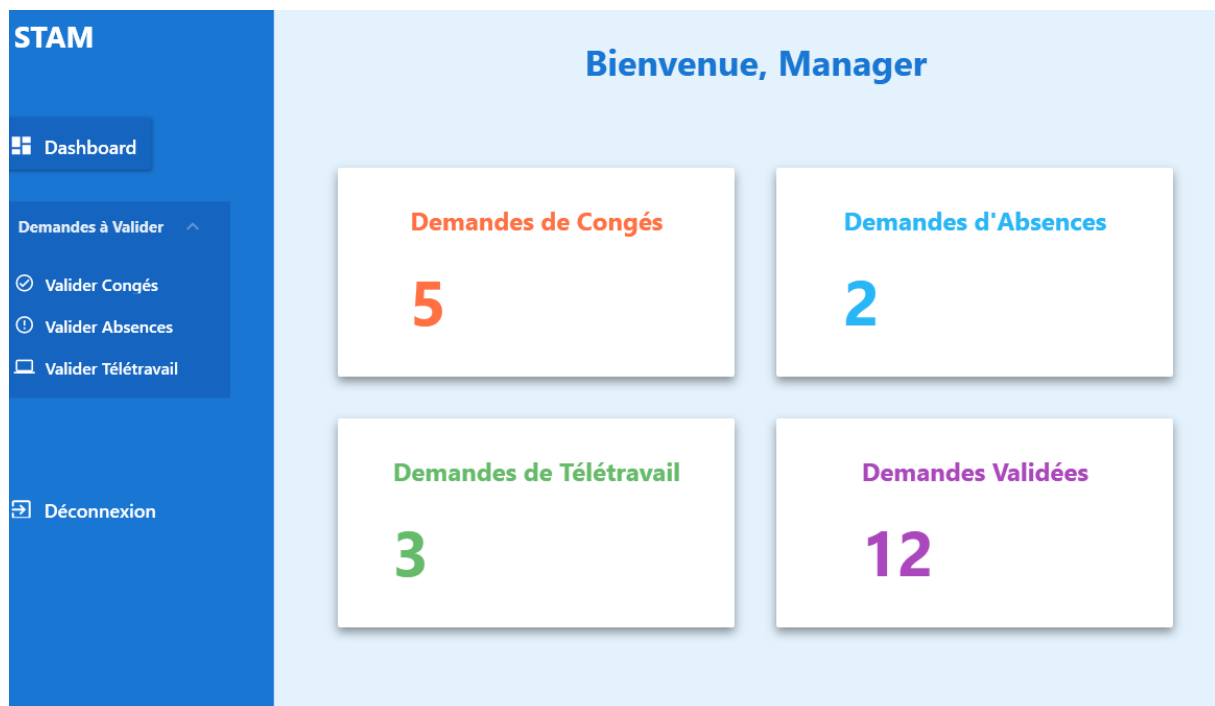 STAM
Dashboard
Demandes à Valider
Valider Congés
Valider Absences
Valider Télétravail
Déconnexion
Bienvenue, Manager
Demandes de Congés
5
Demandes d'Absences
2
Demandes de Télétravail
3
Demandes Validées
12